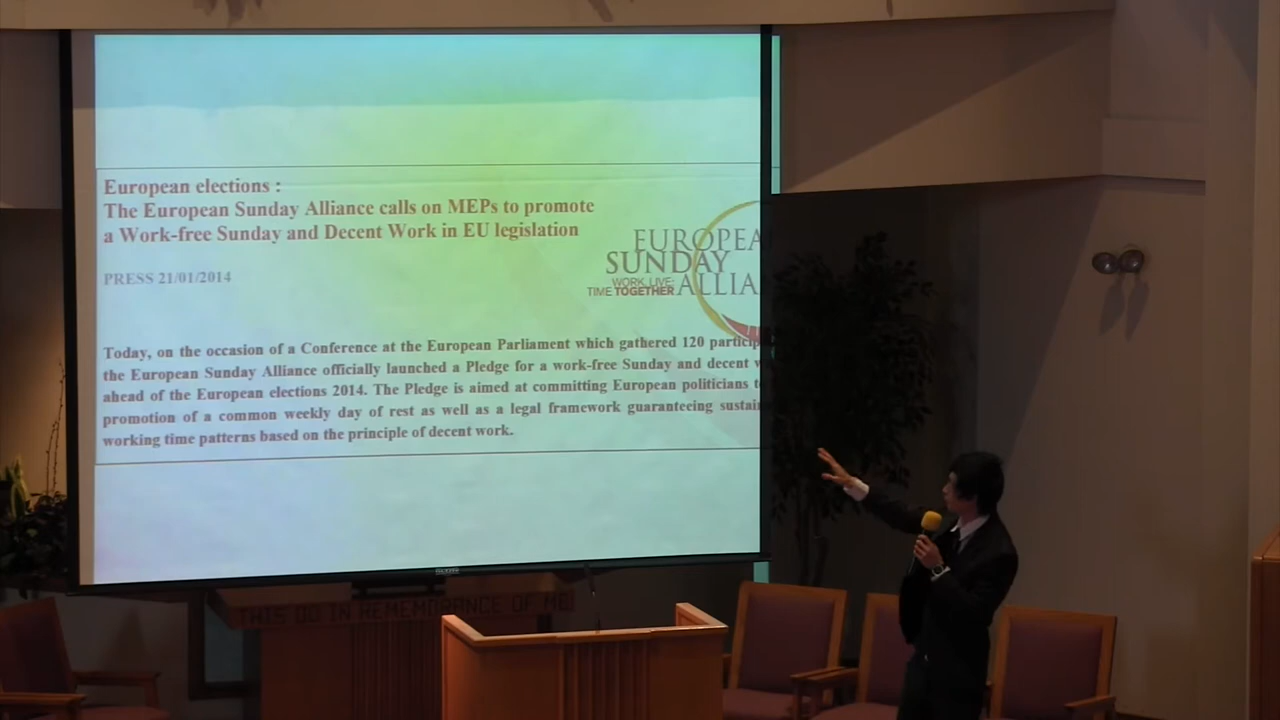 European elections :
The European Sunday Alliance calls on MEPs to promote
a Work-free Sunday and Decent Work in EU legislation
PRESS 21/01/2014
EUROPEA
SUNDAY
WORK, LIVE,
TIME TOGETHER ALLIA
Today, on the occasion of a Conference at the European Parliament which gathered 120 particip
the European Sunday Alliance officially launched a Pledge for a work-free Sunday and decent w
ahead of the European elections 2014. The Pledge is aimed at committing European politicians t
promotion of a common weekly day of rest as well as a legal framework guaranteeing sustai
working time patterns based on the principle of decent work.
THIS DO IN REMEMBRANCE OF ME